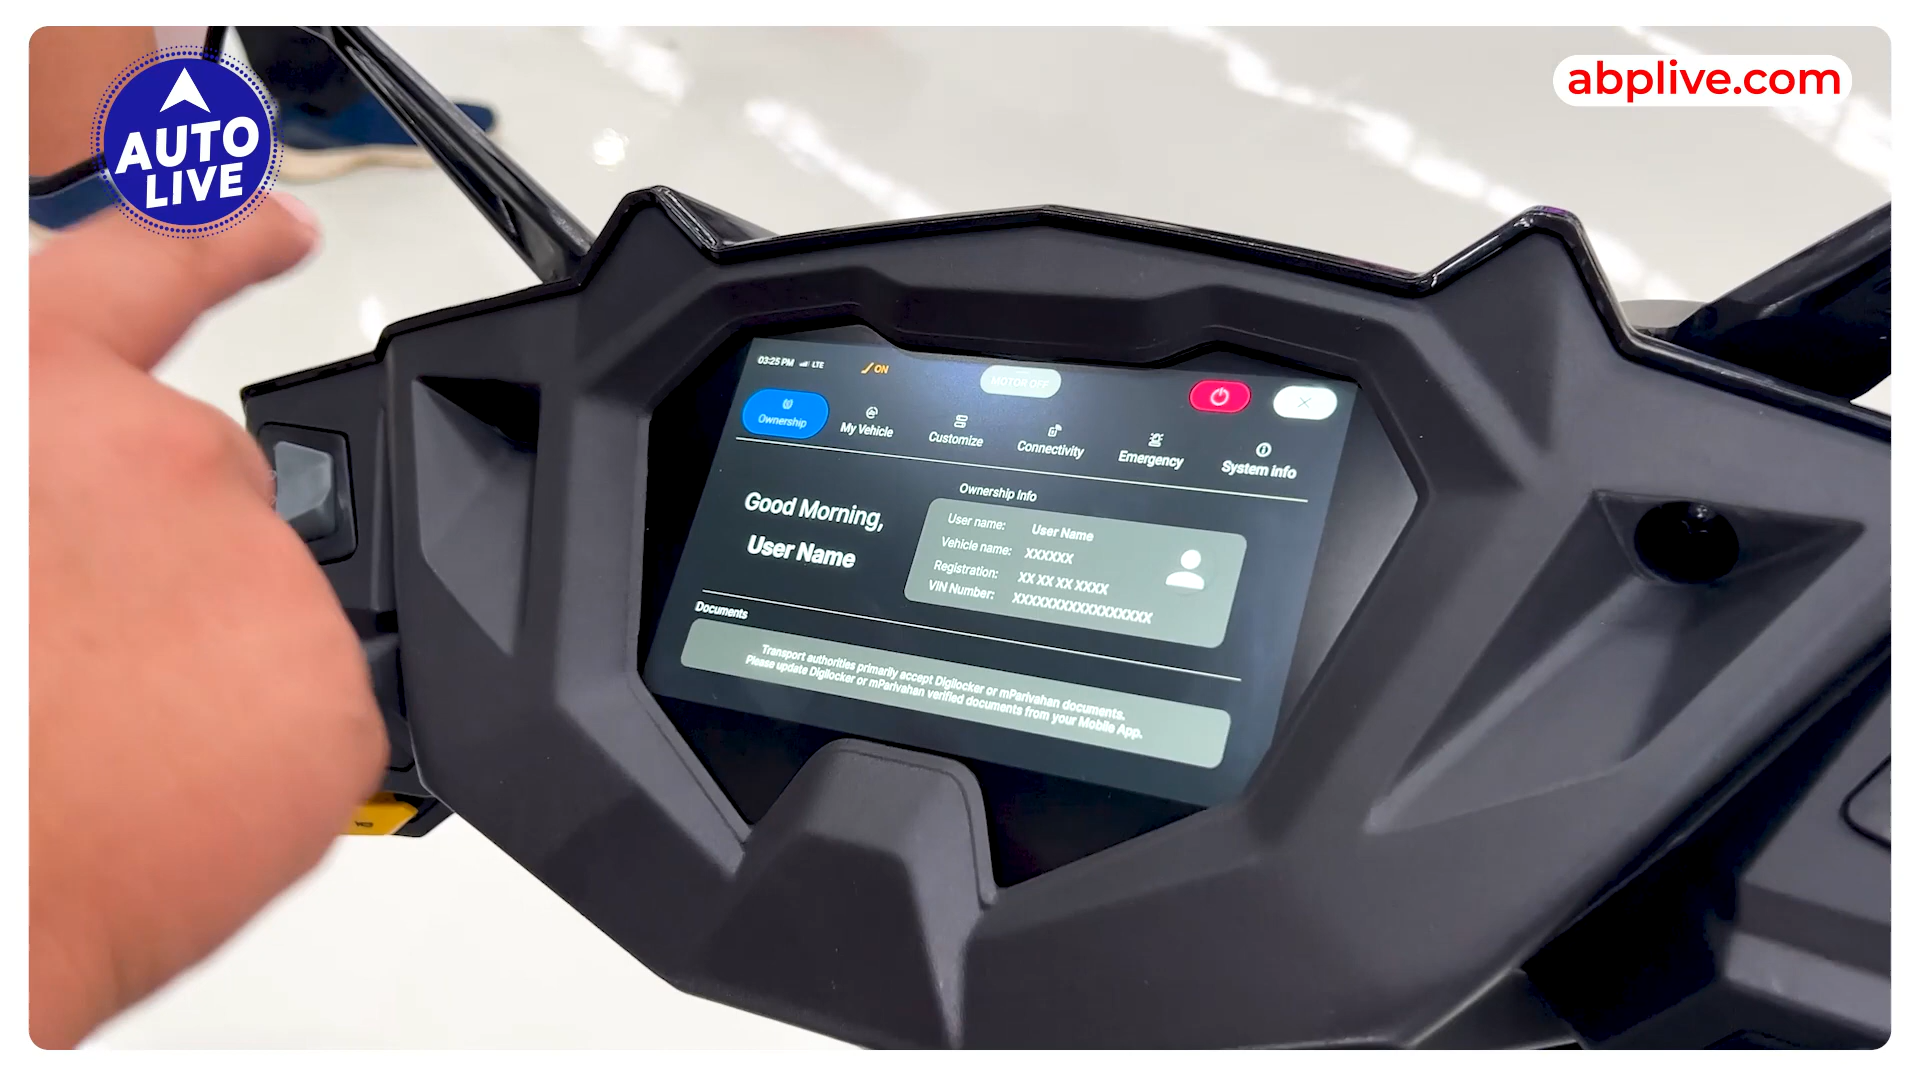 AUTO
LIVE
abplive.com
03:25 PM LTE ON MOTOR OFF
Ownership My Vehicle Customize Connectivity Emergency System Info
Good Morning,
User Name
Ownership Info
User name: User Name
Vehicle name: XXXXXX
Registration: XX XX XX XXXX
VIN Number: XXXXXXXXXXXXXXXXX
Documents
Transport authorities primarily accept Digilocker or mParivahan documents.
Please update Digilocker or mParivahan verified documents from your Mobile App.